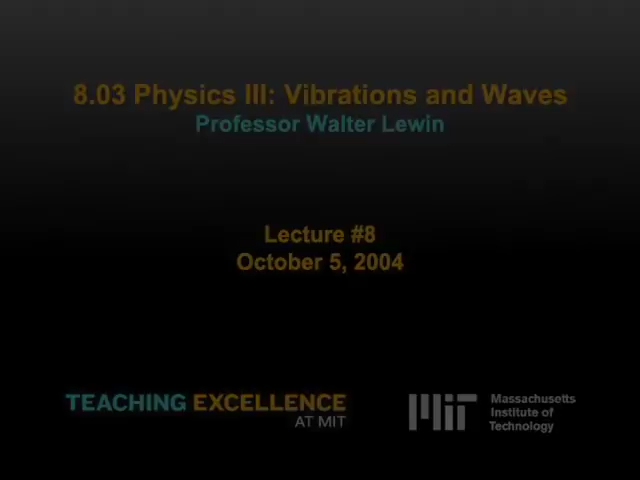 8.03 Physics III: Vibrations and Waves
Professor Walter Lewin
Lecture #8
October 5, 2004
TEACHING EXCELLENCE
AT MIT
MIT
Massachusetts
Institute of
Technology